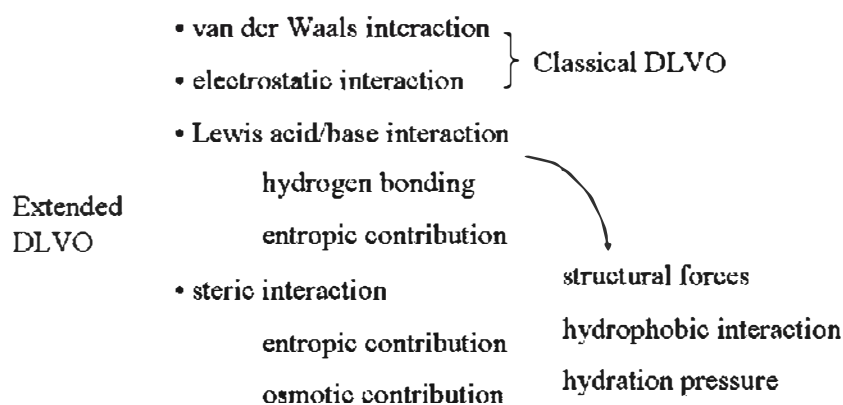 • van der Waals interaction
• electrostatic interaction
Classical DLVO
• Lewis acid/base interaction
hydrogen bonding
entropic contribution
Extended
DLVO
• steric interaction
entropic contribution
osmotic contribution
structural forces
hydrophobic interaction
hydration pressure